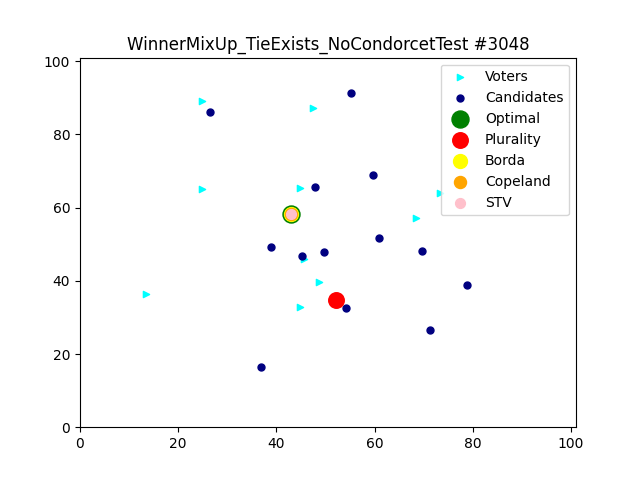 WinnerMixUp_TieExists_NoCondorcetTest #3048
100
80
60
40
20
0
0 20 40 60 80 100
Voters
Candidates
Optimal
Plurality
Borda
Copeland
STV